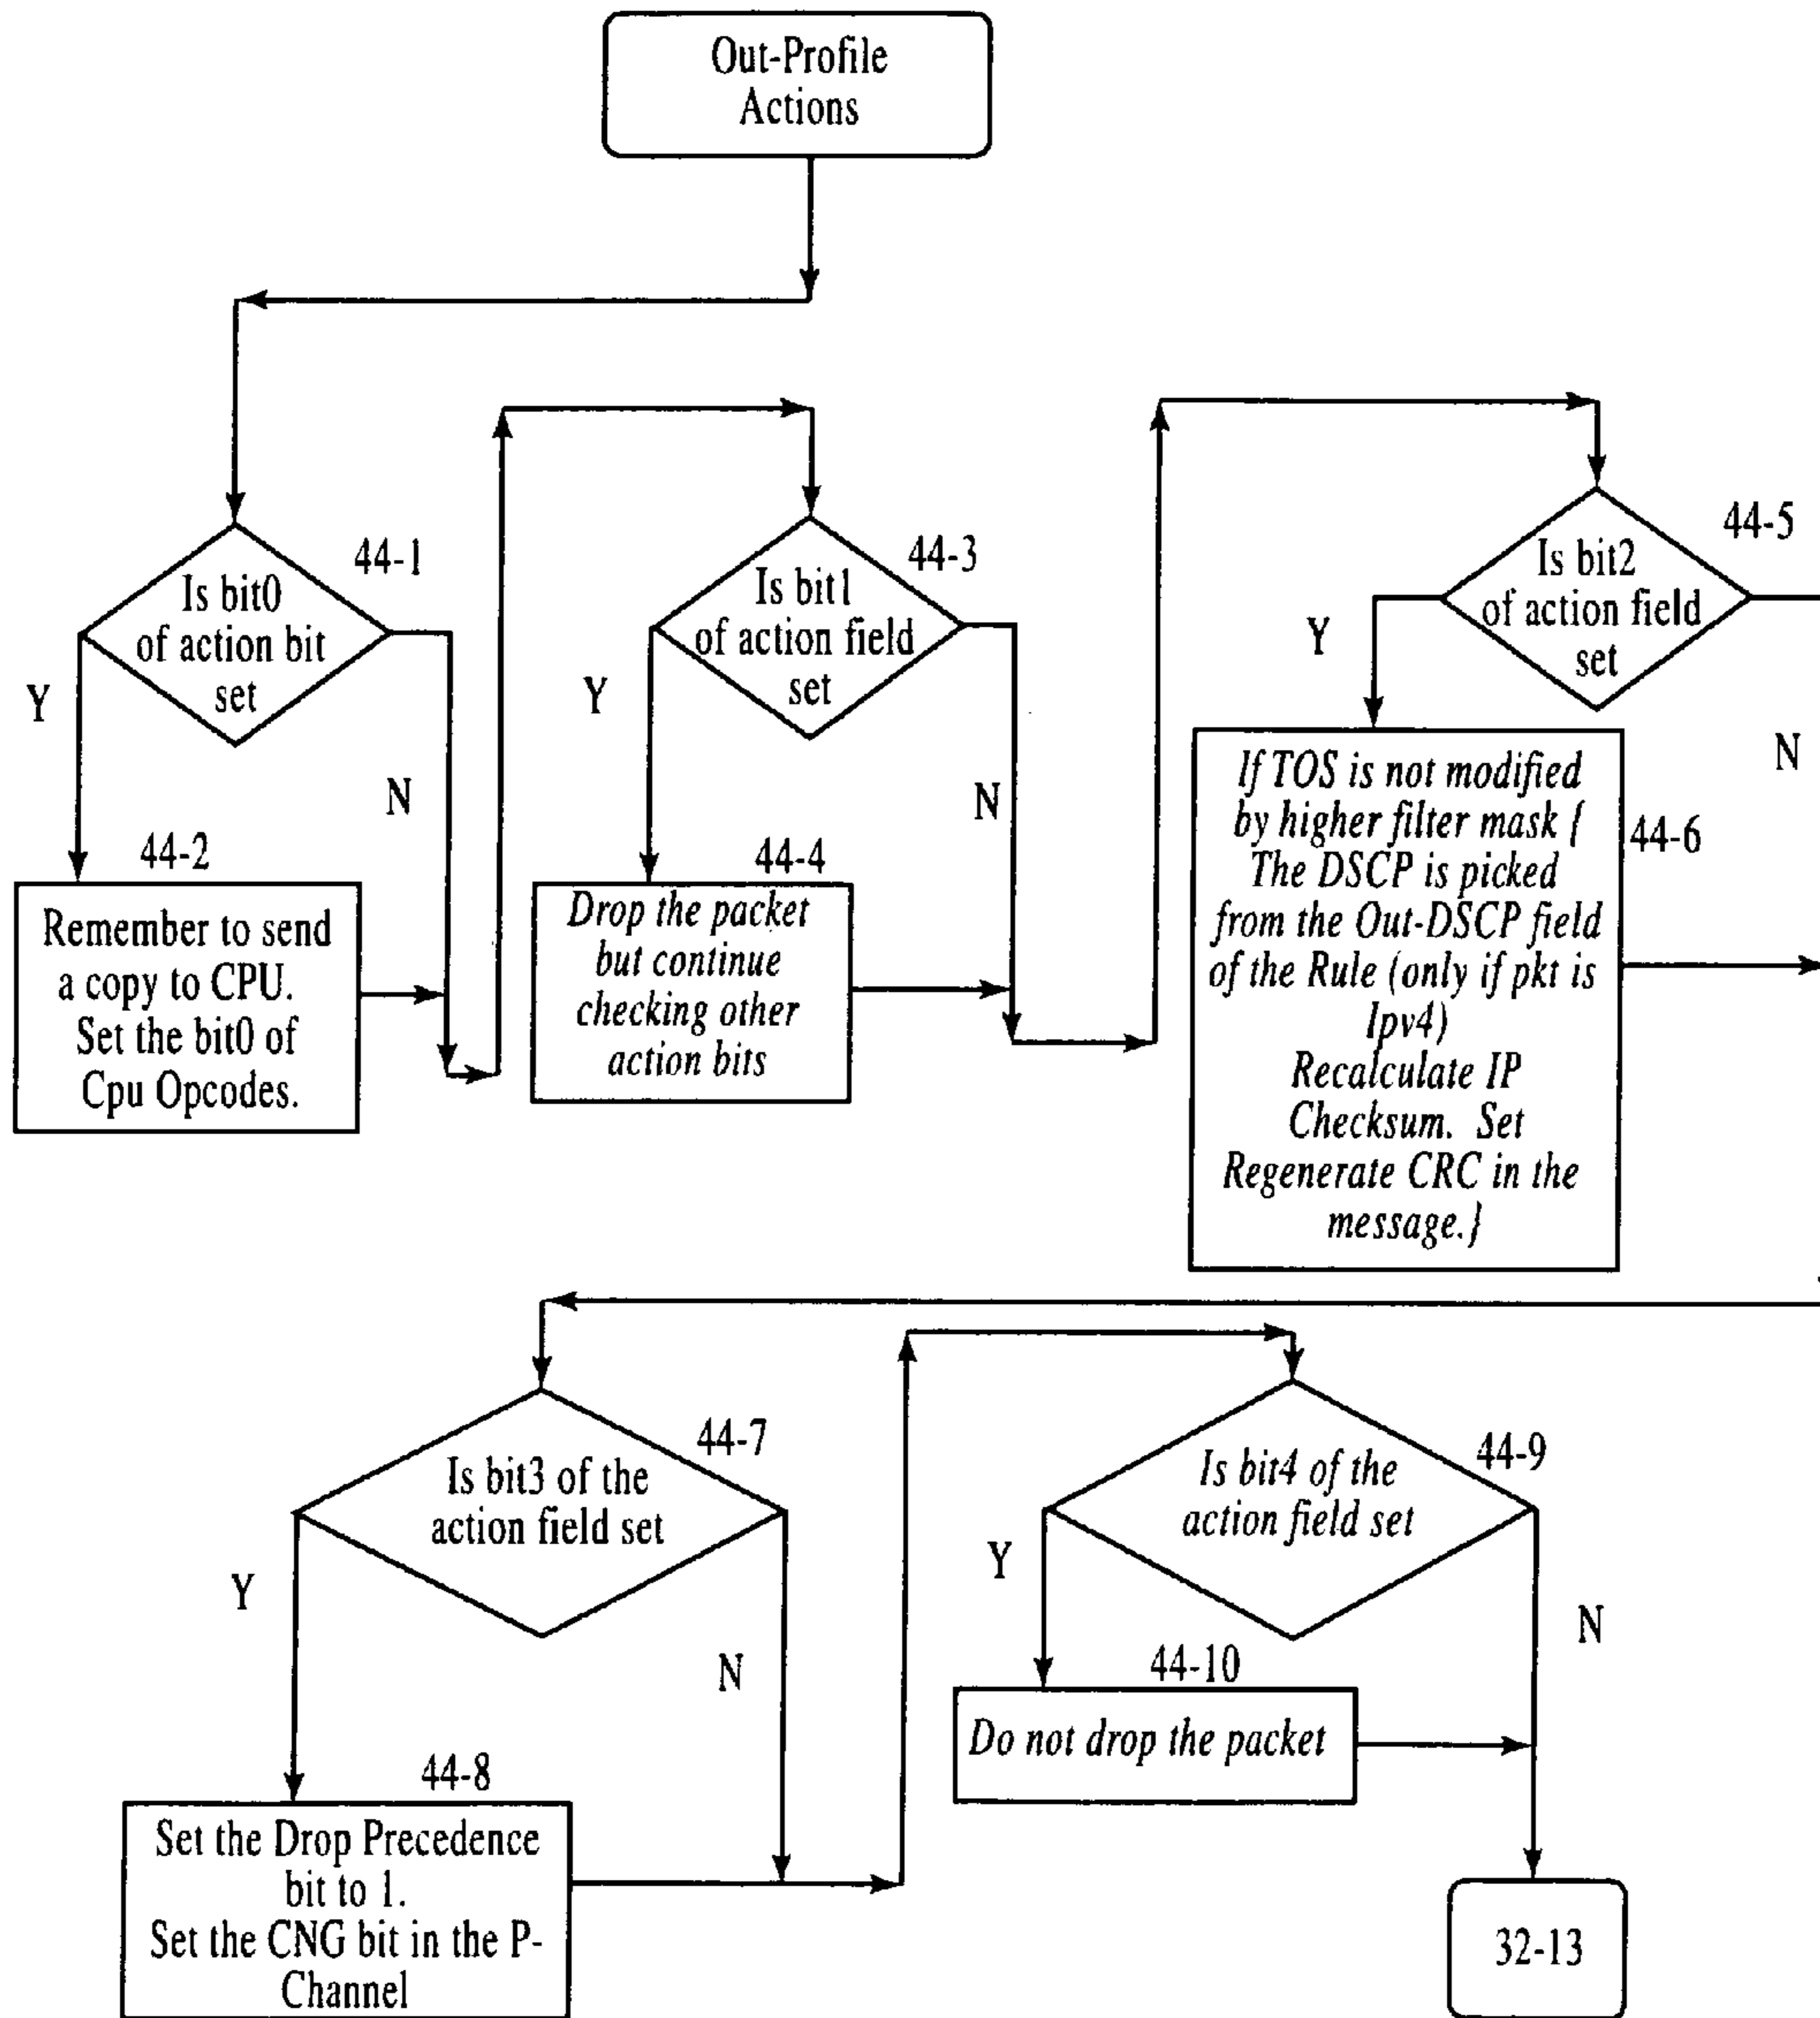 Out-Profile
Actions
44-1
Is bit0
of action bit
set
Y
N
44-2
Remember to send
a copy to CPU.
Set the bit0 of
Cpu Opcodes.
44-3
Is bit1
of action field
set
Y
N
44-4
Drop the packet
but continue
checking other
action bits
44-5
Is bit2
of action field
set
Y
N
If TOS is not modified
by higher filter mask {
The DSCP is picked
from the Out-DSCP field
of the Rule (only if pkt is
Ipv4)
Recalculate IP
Checksum. Set
Regenerate CRC in the
message.}
44-6
44-7
Is bit3 of the
action field set
Y
N
44-8
Set the Drop Precedence
bit to 1.
Set the CNG bit in the P-
Channel
44-9
Is bit4 of the
action field set
Y
N
44-10
Do not drop the packet
32-13